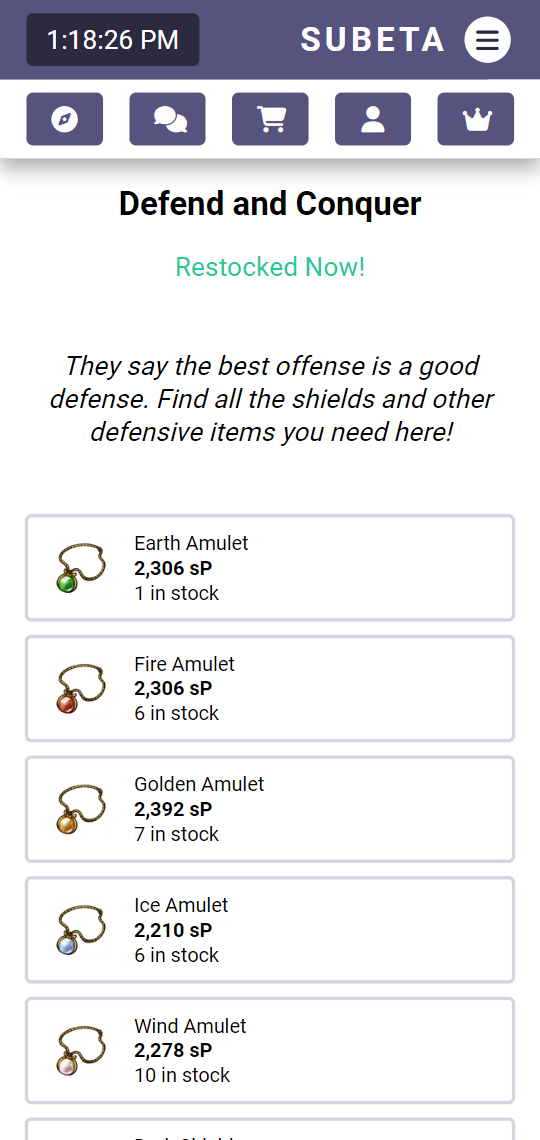 1:18:26 PM
SUBETA
Defend and Conquer
Restocked Now!
They say the best offense is a good
defense. Find all the shields and other
defensive items you need here!
Earth Amulet
2,306 sP
1 in stock
Fire Amulet
2,306 sP
6 in stock
Golden Amulet
2,392 sP
7 in stock
Ice Amulet
2,210 sP
6 in stock
Wind Amulet
2,278 sP
10 in stock